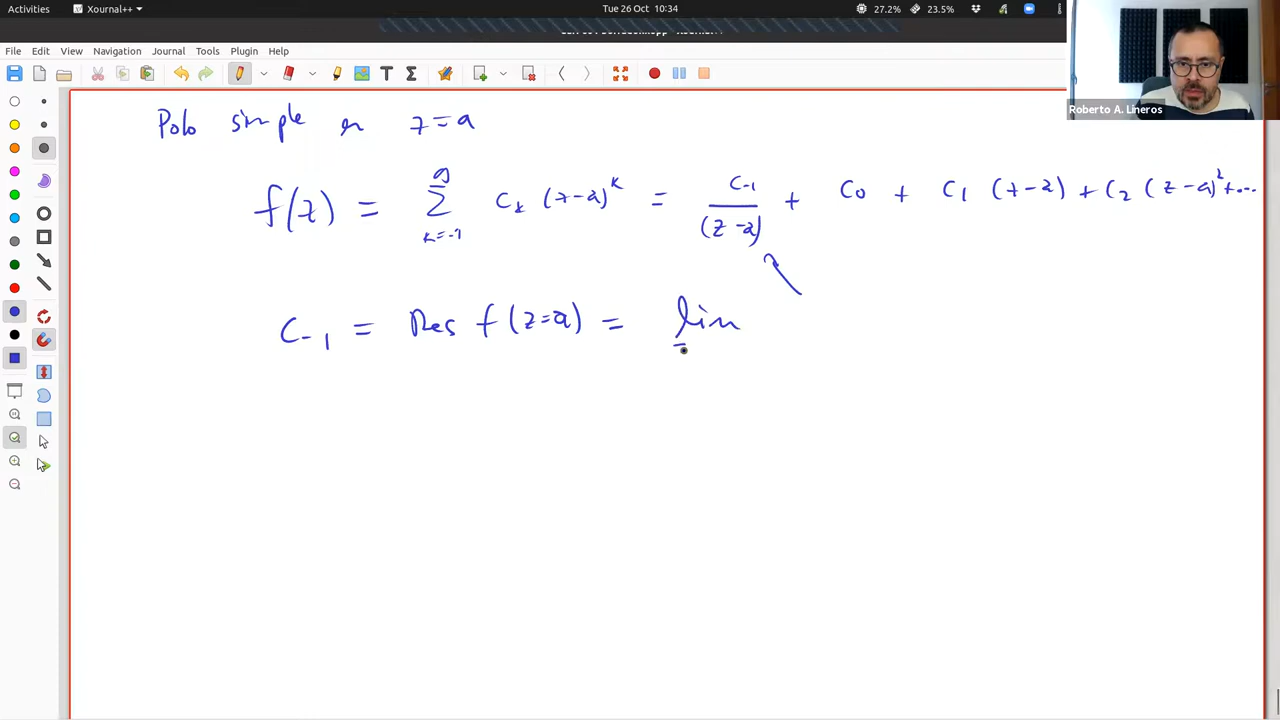 Activities
Xournal++
Tue 26 Oct 10:34
27.2%
23.5%
File Edit View Navigation Journal Tools Plugin Help
Roberto A. Lineros
Polo simple en z=a
f(z) = ∑_{k=-1}^{∞} C_k (z-a)^k = C_{-1}/(z-a) + C_0 + C_1 (z-a) + C_2 (z-a)^2 + ...
C_{-1} = Res f(z=a) = lim